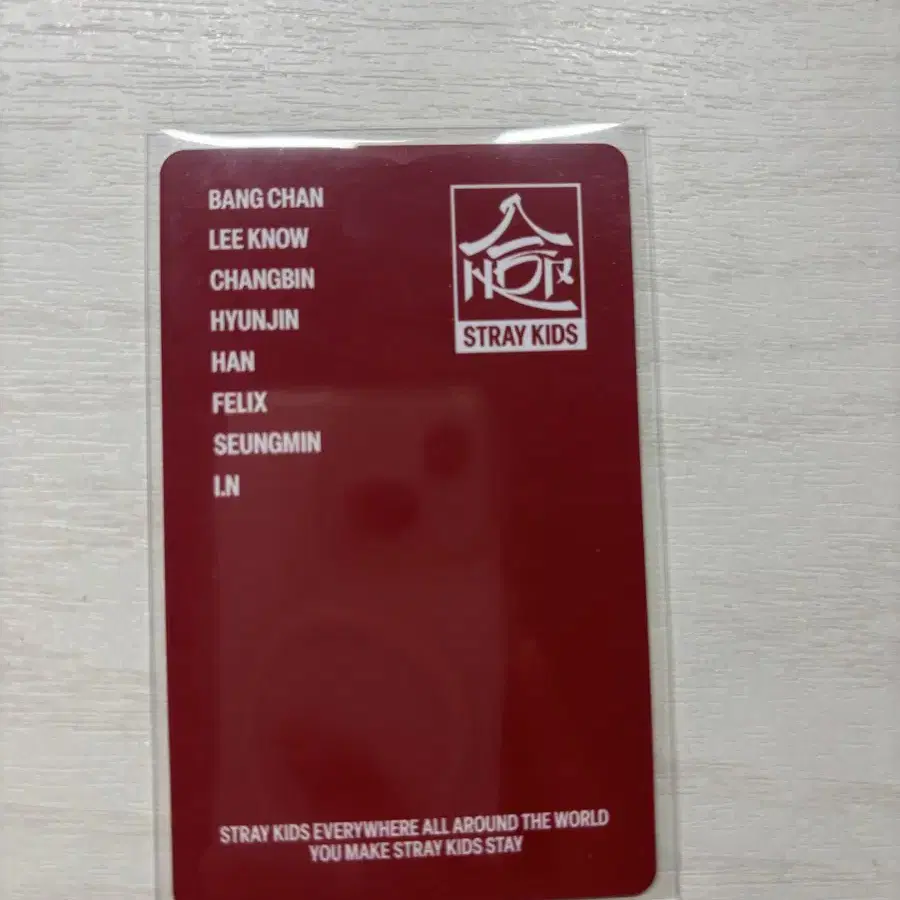 BANG CHAN
LEE KNOW
CHANGBIN
HYUNJIN
HAN
FELIX
SEUNGMIN
I.N
STRAY KIDS
STRAY KIDS EVERYWHERE ALL AROUND THE WORLD
YOU MAKE STRAY KIDS STAY